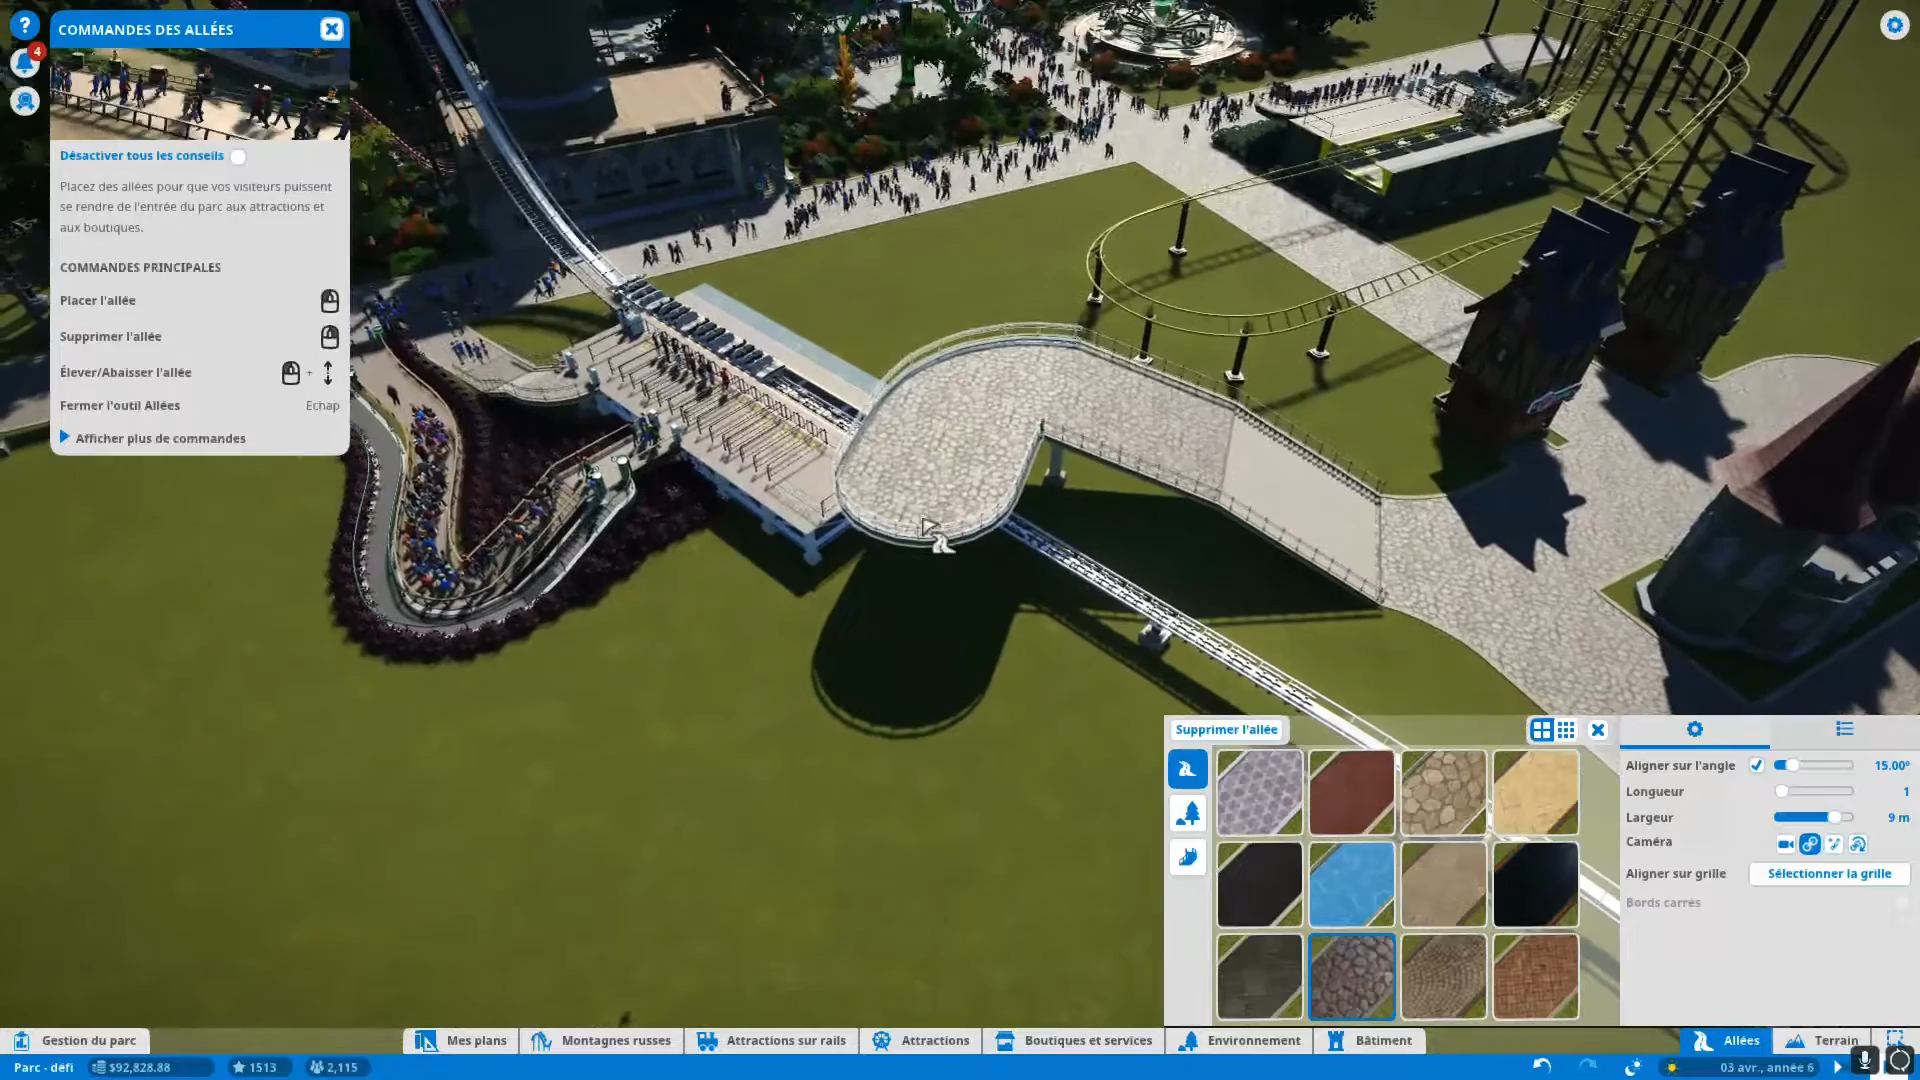 ?
COMMANDES DES ALLÉES
4
Désactiver tous les conseils
Placez des allées pour que vos visiteurs puissent
se rendre de l'entrée du parc aux attractions et
aux boutiques.
COMMANDES PRINCIPALES
Placer l'allée
Supprimer l'allée
Élever/Abaisser l'allée +
Fermer l'outil Allées Echap
Afficher plus de commandes
Supprimer l'allée
Aligner sur l'angle 15.00°
Longueur 1
Largeur 9 m
Caméra
Aligner sur grille Sélectionner la grille
Bords carrés
Gestion du parc Mes plans Montagnes russes Attractions sur rails Attractions Boutiques et services Environnement Bâtiment Allées Terrain
Parc - défi $92,828.88 1513 2,115 03 avr., année 6